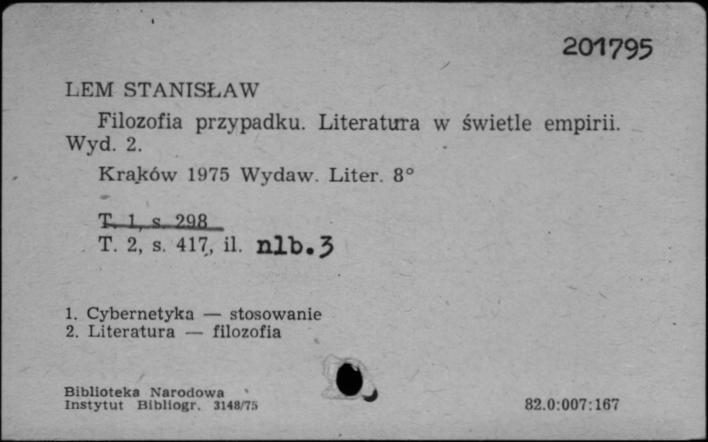 201795
LEM STANISŁAW
Filozofia przypadku. Literatura w świetle empirii.
Wyd. 2.
Kraków 1975 Wydaw. Liter. 8°
T. 1, s. 298
T. 2, s. 417, il. nlb.3
1. Cybernetyka — stosowanie
2. Literatura — filozofia
Biblioteka Narodowa
Instytut Bibliogr. 3148/75
82.0:007:167